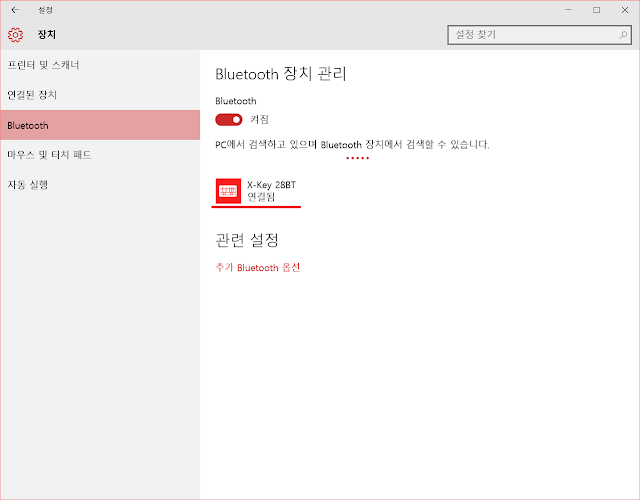 설정
장치
설정 찾기
프린터 및 스캐너
연결된 장치
Bluetooth
마우스 및 터치 패드
자동 실행
Bluetooth 장치 관리
Bluetooth
켜짐
PC에서 검색하고 있으며 Bluetooth 장치에서 검색할 수 있습니다.
X-Key 28BT
연결됨
관련 설정
추가 Bluetooth 옵션